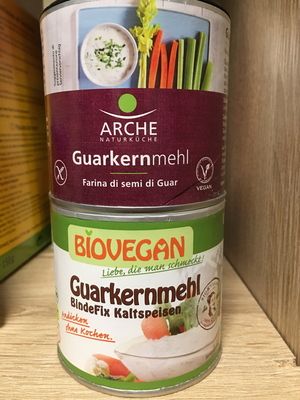 ARCHE
NATURKÜCHE
Guarkernmehl
Farina di semi di Guar
VEGAN
BIOVEGAN
Liebe, die man schmeckt!
Guarkernmehl
BindeFix Kaltspeisen
andicken
ohne Kochen.